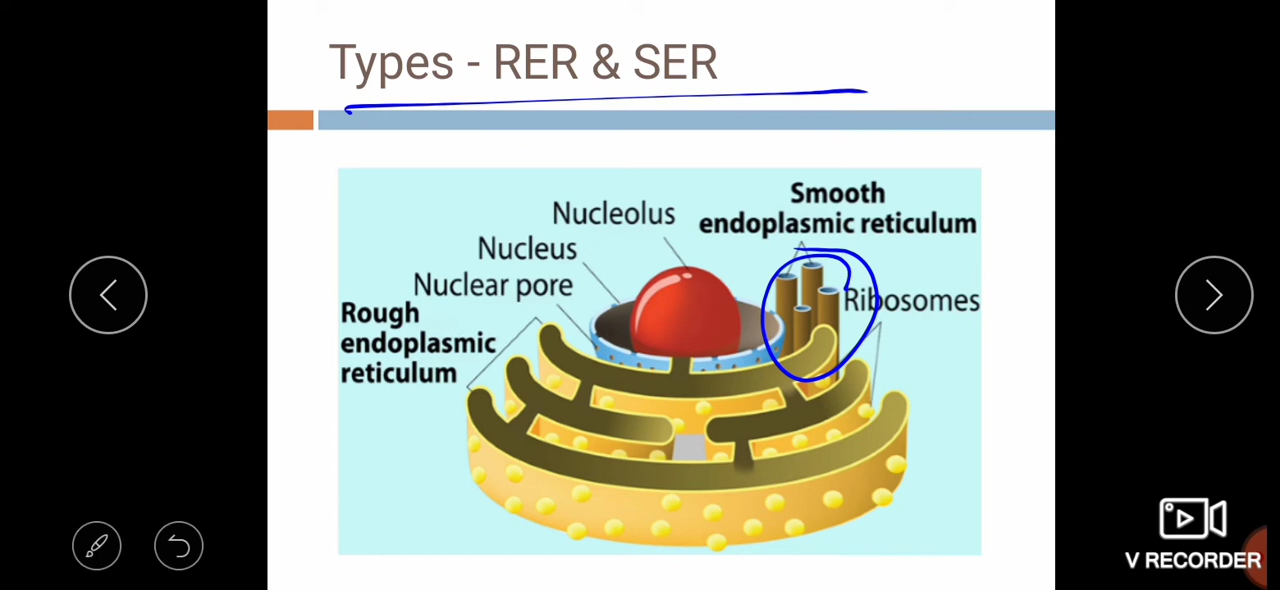 Types - RER & SER
Smooth
endoplasmic reticulum
Nucleolus
Nucleus
Nuclear pore
Ribosomes
Rough
endoplasmic
reticulum
V RECORDER